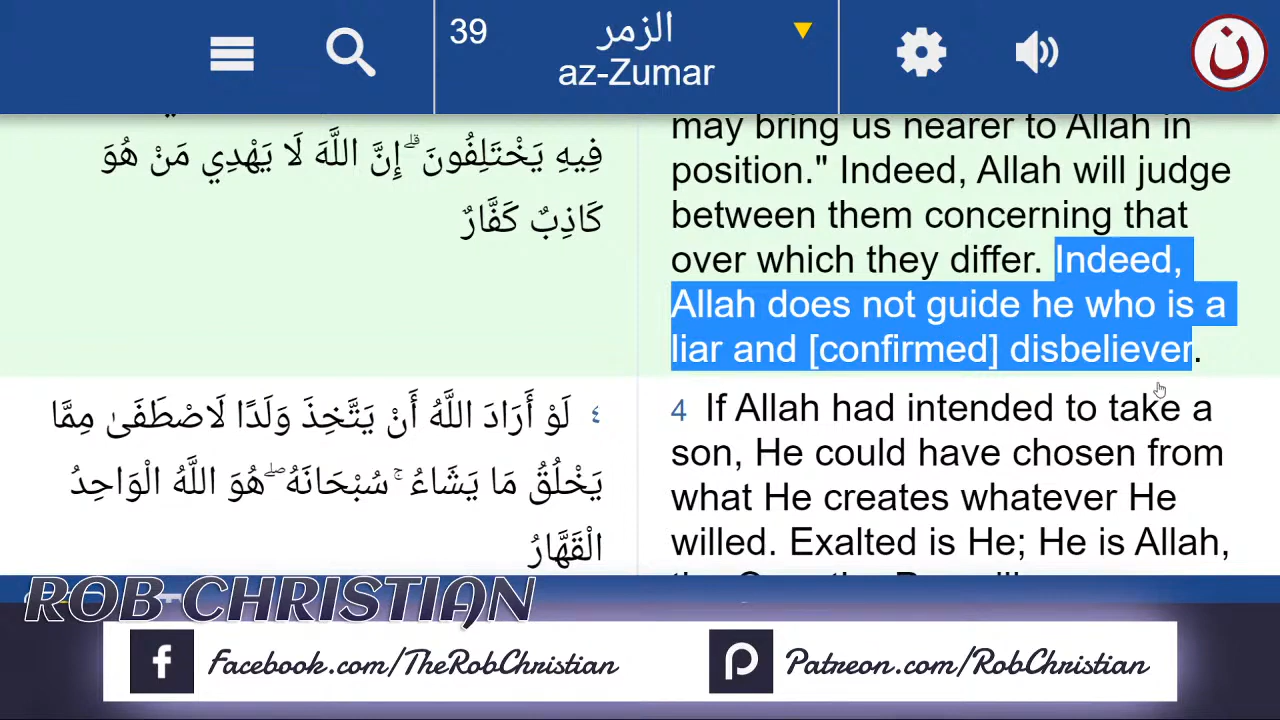 39
الزمر
az-Zumar
ن
فِيهِ يَخْتَلِفُونَ ۗ إِنَّ اللَّهَ لَا يَهْدِي مَنْ هُوَ
كَاذِبٌ كَفَّارٌ
may bring us nearer to Allah in
position." Indeed, Allah will judge
between them concerning that
over which they differ. Indeed,
Allah does not guide he who is a
liar and [confirmed] disbeliever.
٤ لَوْ أَرَادَ اللَّهُ أَنْ يَتَّخِذَ وَلَدًا لَاصْطَفَىٰ مِمَّا
يَخْلُقُ مَا يَشَاءُ ۚ سُبْحَانَهُ ۖ هُوَ اللَّهُ الْوَاحِدُ
الْقَهَّارُ
4 If Allah had intended to take a
son, He could have chosen from
what He creates whatever He
willed. Exalted is He; He is Allah,
ROB CHRISTIAN
Facebook.com/TheRobChristian
Patreon.com/RobChristian